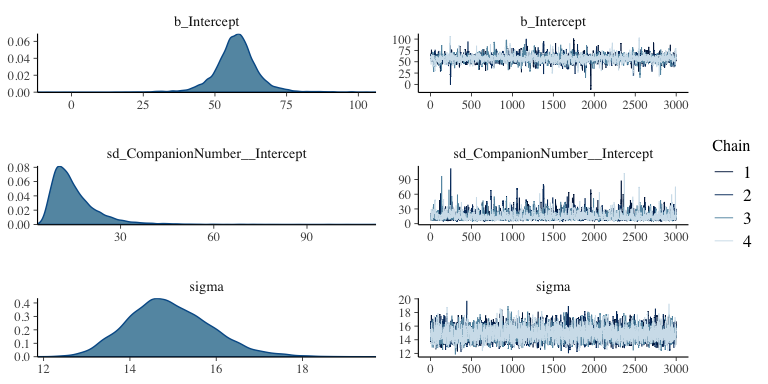 b_Intercept
0.06
0.04
0.02
0.00
0 25 50 75 100
b_Intercept
100
75
50
25
0
0 500 1000 1500 2000 2500 3000
sd_CompanionNumber__Intercept
0.08
0.06
0.04
0.02
0.00
30 60 90
sd_CompanionNumber__Intercept
90
60
30
0
0 500 1000 1500 2000 2500 3000
sigma
0.4
0.3
0.2
0.1
0.0
12 14 16 18
sigma
20
18
16
14
12
0 500 1000 1500 2000 2500 3000
Chain
1
2
3
4